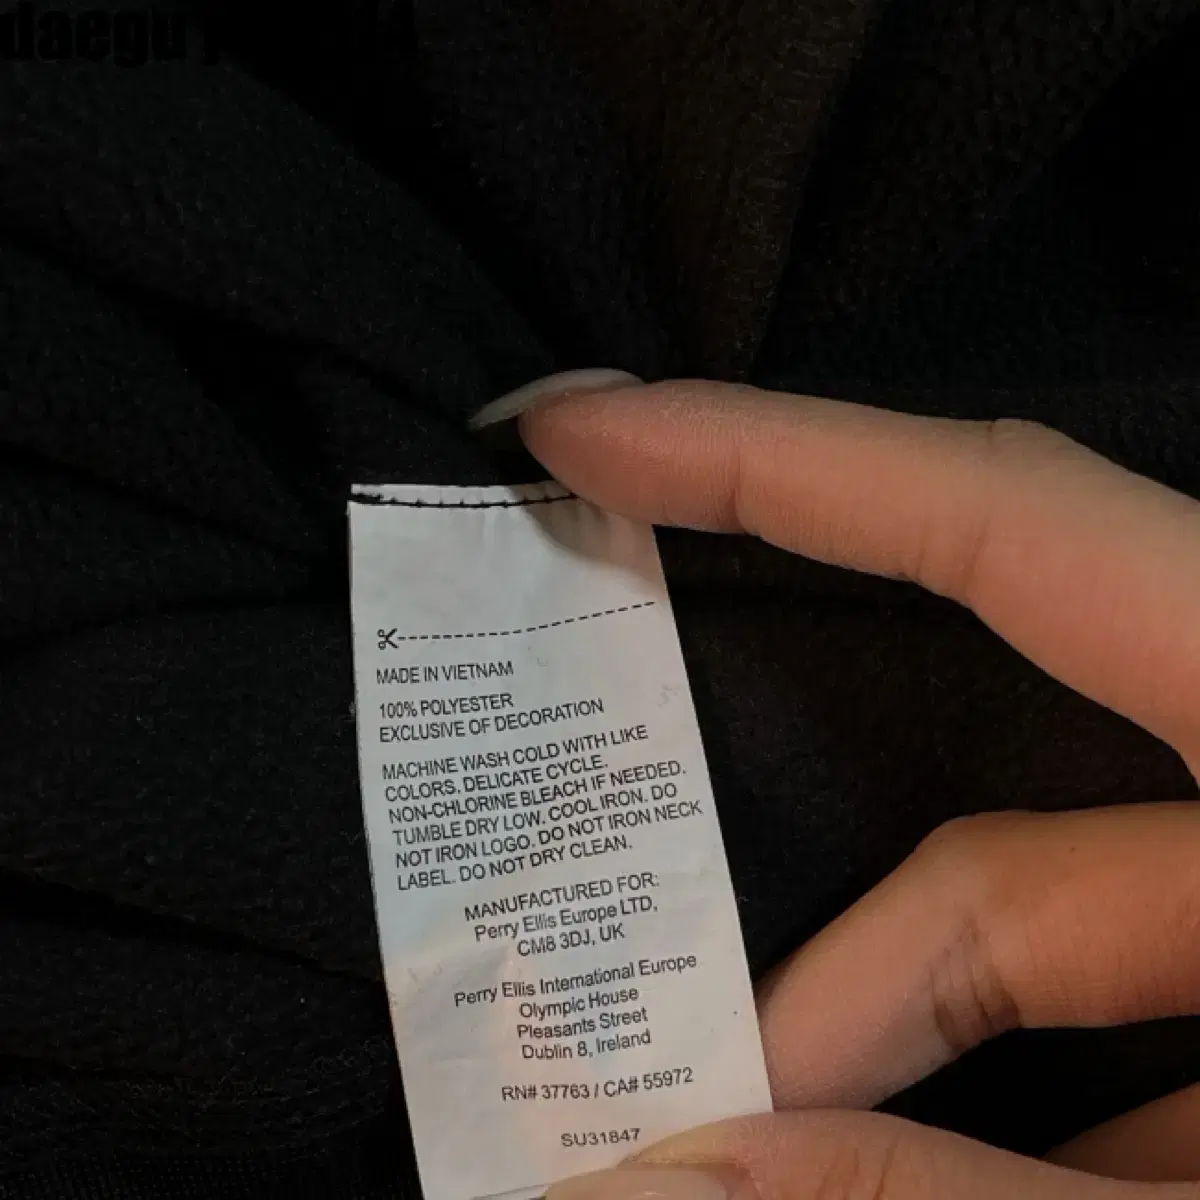 daegu
MADE IN VIETNAM
100% POLYESTER
EXCLUSIVE OF DECORATION
MACHINE WASH COLD WITH LIKE
COLORS. DELICATE CYCLE.
NON-CHLORINE BLEACH IF NEEDED.
TUMBLE DRY LOW. COOL IRON. DO
NOT IRON LOGO. DO NOT IRON NECK
LABEL. DO NOT DRY CLEAN.
MANUFACTURED FOR:
Perry Ellis Europe LTD,
CM8 3DJ, UK
Perry Ellis International Europe
Olympic House
Pleasants Street
Dublin 8, Ireland
RN# 37763 / CA# 55972
SU31847